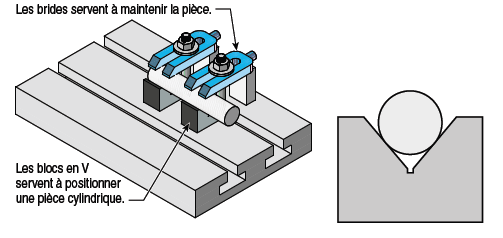 Les brides servent à maintenir la pièce.
Les blocs en V
servent à positionner
une pièce cylindrique.